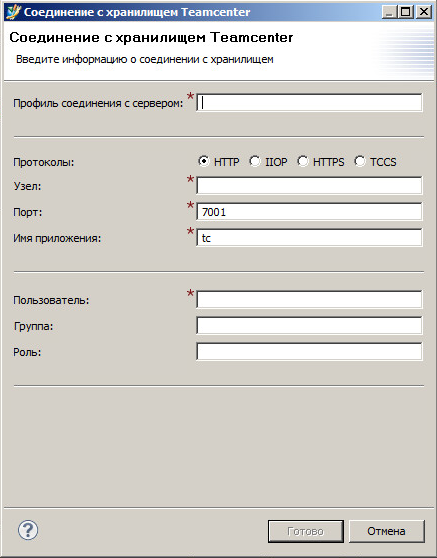 Соединение с хранилищем Teamcenter
Соединение с хранилищем Teamcenter
Введите информацию о соединении с хранилищем
Профиль соединения с сервером: *
Протоколы: HTTP IIOP HTTPS TCCS
Узел: *
Порт: * 7001
Имя приложения: * tc
Пользователь: *
Группа:
Роль:
? Готово Отмена